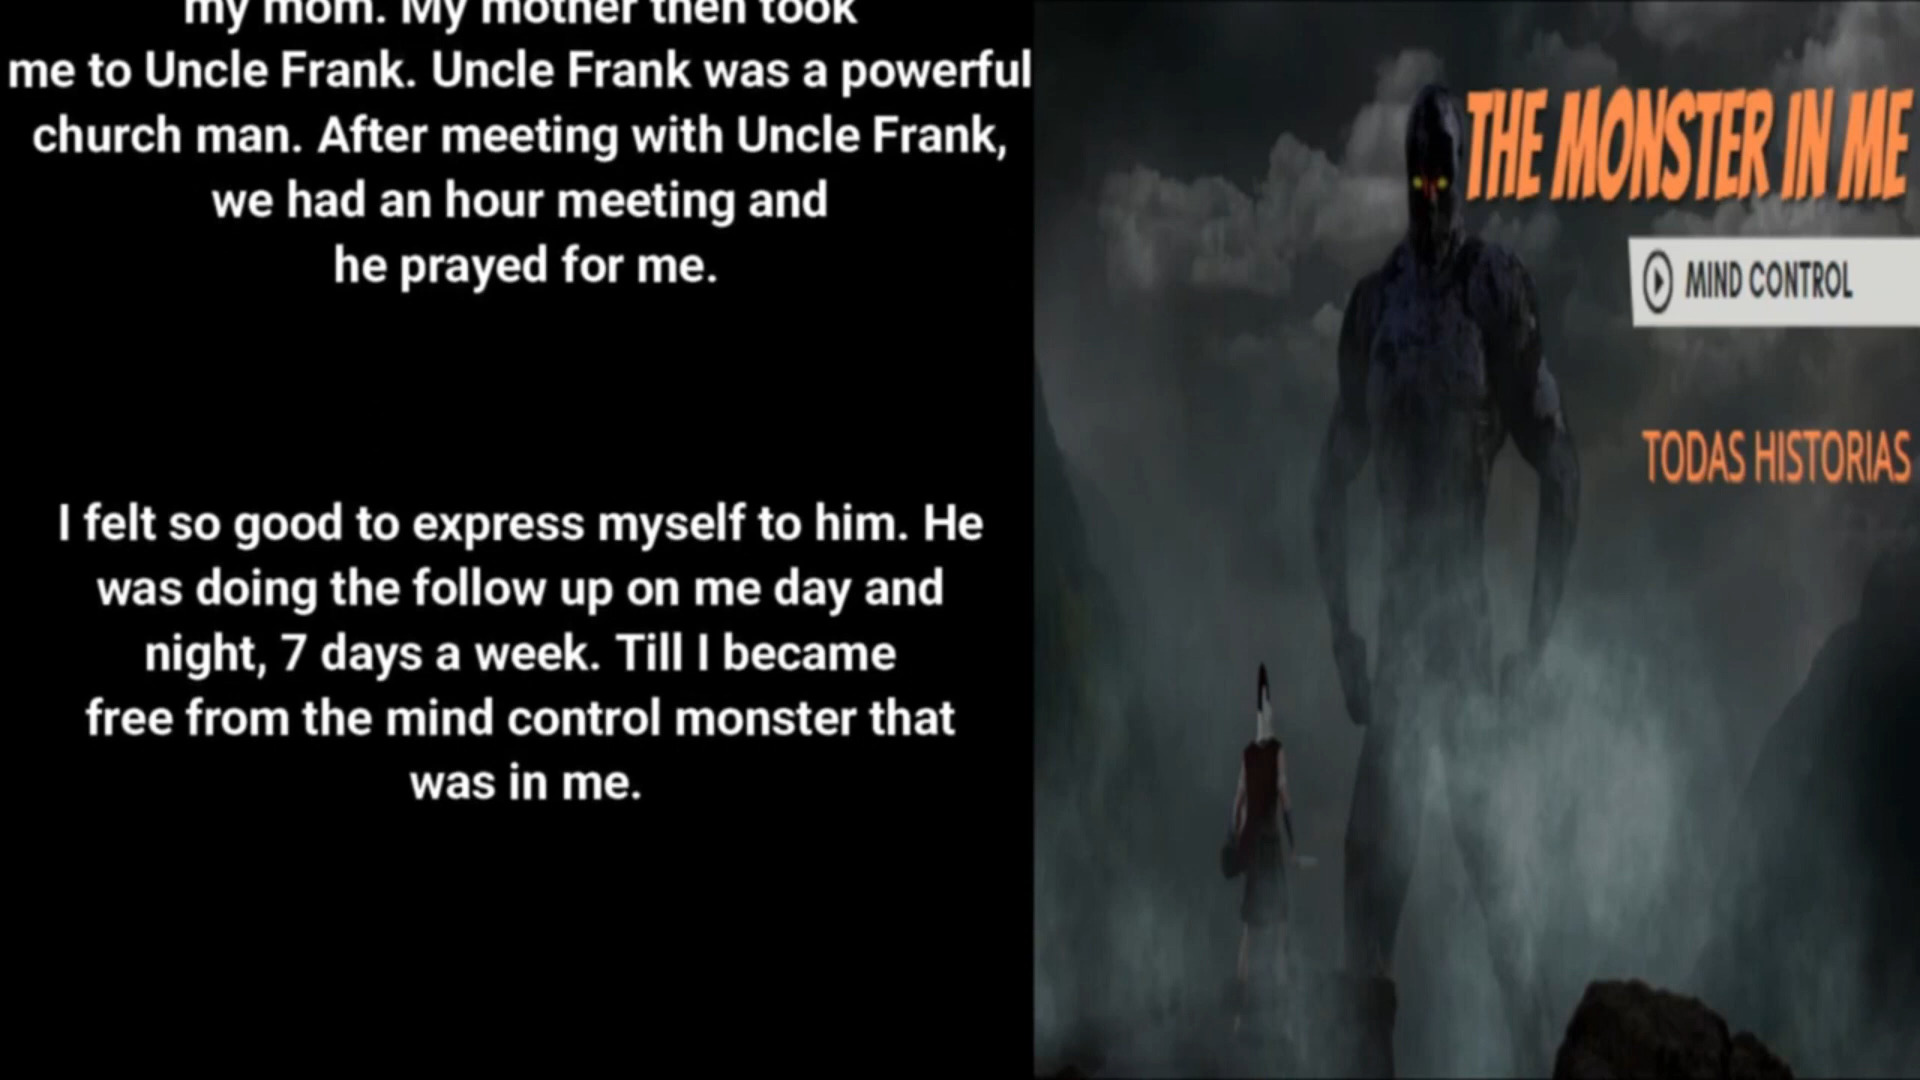 my mom. My mother then took
me to Uncle Frank. Uncle Frank was a powerful
church man. After meeting with Uncle Frank,
we had an hour meeting and
he prayed for me.
I felt so good to express myself to him. He
was doing the follow up on me day and
night, 7 days a week. Till I became
free from the mind control monster that
was in me.
THE MONSTER IN ME
MIND CONTROL
TODAS HISTORIAS